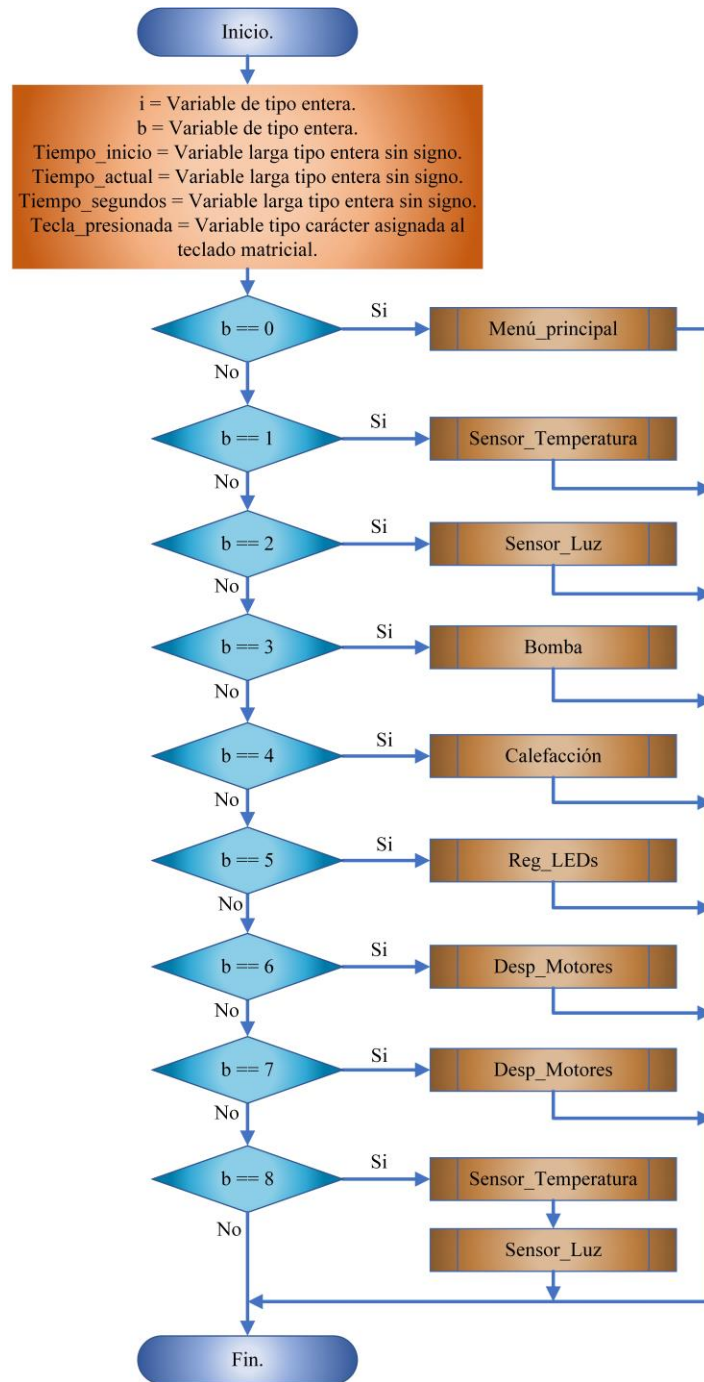 Inicio.
i = Variable de tipo entera.
b = Variable de tipo entera.
Tiempo_inicio = Variable larga tipo entera sin signo.
Tiempo_actual = Variable larga tipo entera sin signo.
Tiempo_segundos = Variable larga tipo entera sin signo.
Tecla_presionada = Variable tipo carácter asignada al
teclado matricial.
b == 0
Si
Menú_principal
No
b == 1
Si
Sensor_Temperatura
No
b == 2
Si
Sensor_Luz
No
b == 3
Si
Bomba
No
b == 4
Si
Calefacción
No
b == 5
Si
Reg_LEDs
No
b == 6
Si
Desp_Motores
No
b == 7
Si
Desp_Motores
No
b == 8
Si
Sensor_Temperatura
No
Sensor_Luz
Fin.